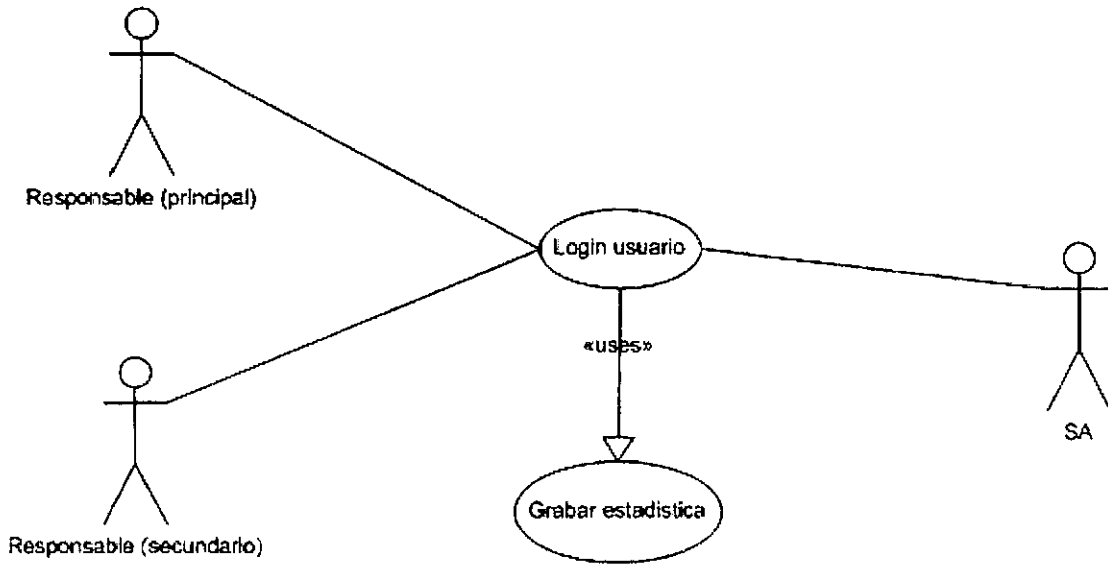 Responsable (principal)
Login usuario
«uses»
SA
Grabar estadistica
Responsable (secundario)